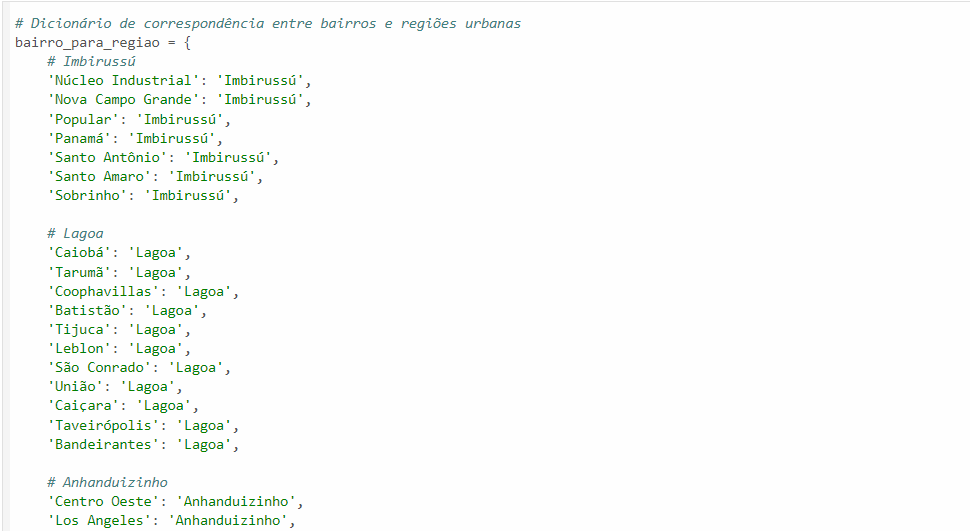 # Dicionário de correspondência entre bairros e regiões urbanas
bairro_para_regiao = {
    # Imbirussú
    'Núcleo Industrial': 'Imbirussú',
    'Nova Campo Grande': 'Imbirussú',
    'Popular': 'Imbirussú',
    'Panamá': 'Imbirussú',
    'Santo Antônio': 'Imbirussú',
    'Santo Amaro': 'Imbirussú',
    'Sobrinho': 'Imbirussú',

    # Lagoa
    'Caiobá': 'Lagoa',
    'Tarumã': 'Lagoa',
    'Coophavillas': 'Lagoa',
    'Batistão': 'Lagoa',
    'Tijuca': 'Lagoa',
    'Leblon': 'Lagoa',
    'São Conrado': 'Lagoa',
    'União': 'Lagoa',
    'Caiçara': 'Lagoa',
    'Taveirópolis': 'Lagoa',
    'Bandeirantes': 'Lagoa',

    # Anhanduizinho
    'Centro Oeste': 'Anhanduizinho',
    'Los Angeles': 'Anhanduizinho',